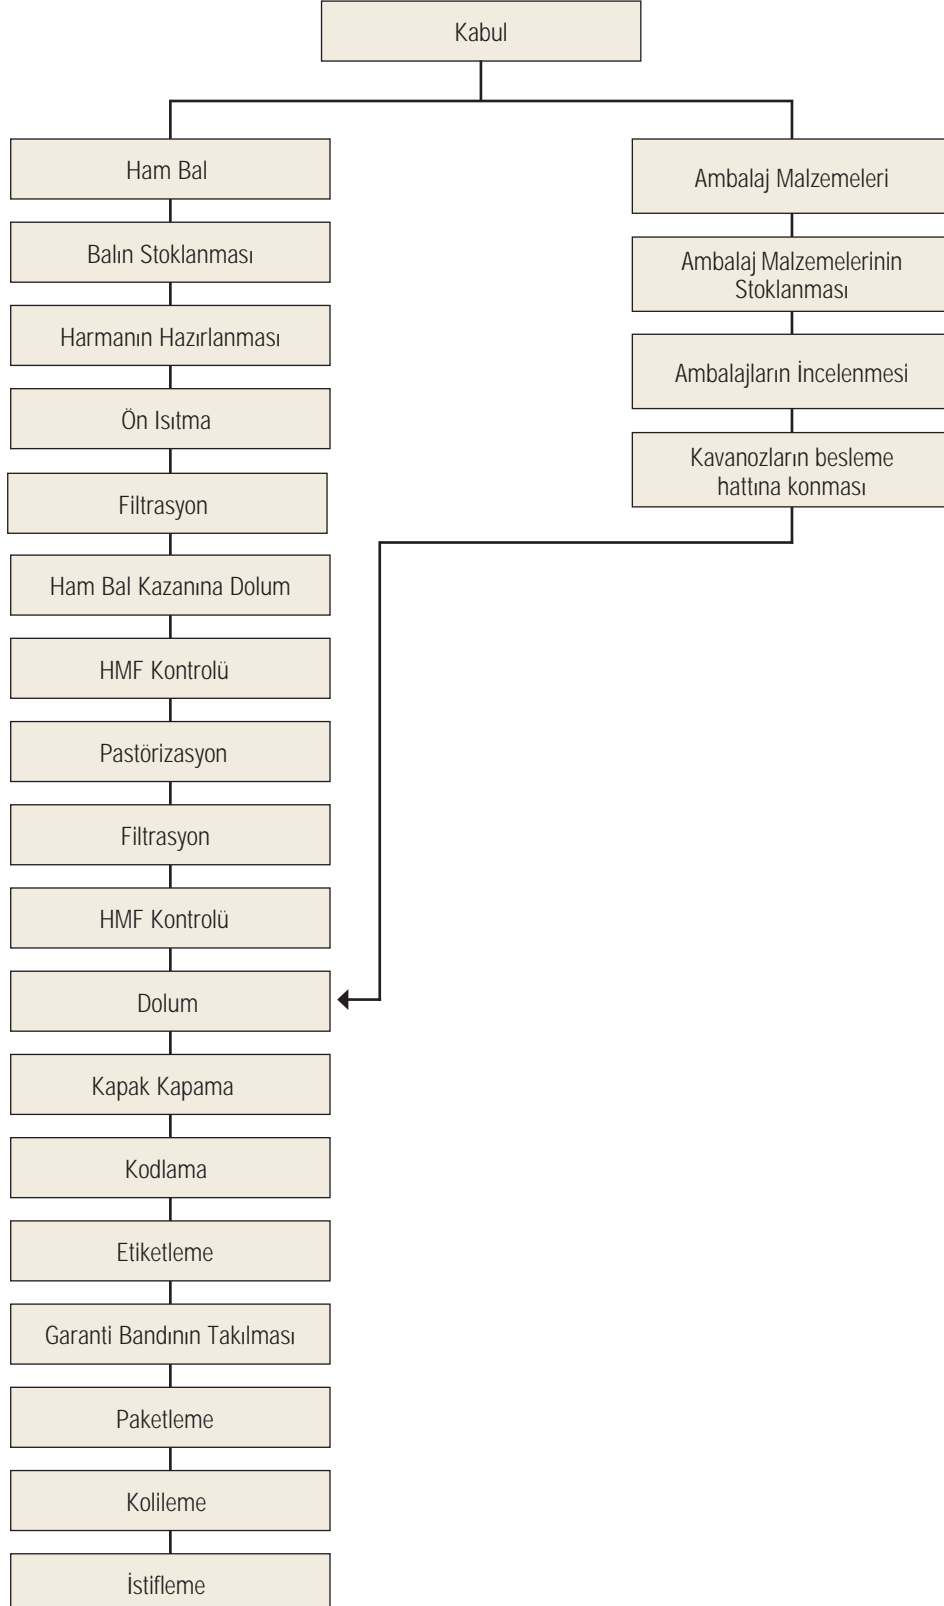 Kabul
Ham Bal
Balın Stoklanması
Harmanın Hazırlanması
Ön Isıtma
Filtrasyon
Ham Bal Kazanına Dolum
HMF Kontrolü
Pastörizasyon
Filtrasyon
HMF Kontrolü
Dolum
Kapak Kapama
Kodlama
Etiketleme
Garanti Bandının Takılması
Paketleme
Kolileme
İstifleme
Ambalaj Malzemeleri
Ambalaj Malzemelerinin
Stoklanması
Ambalajların İncelenmesi
Kavanozların besleme
hattına konması